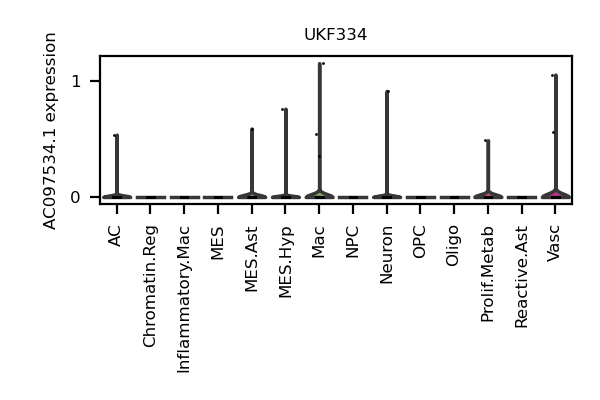 UKF334
AC097534.1 expression
1
0
AC
Chromatin.Reg
Inflammatory.Mac
MES
MES.Ast
MES.Hyp
Mac
NPC
Neuron
OPC
Oligo
Prolif.Metab
Reactive.Ast
Vasc